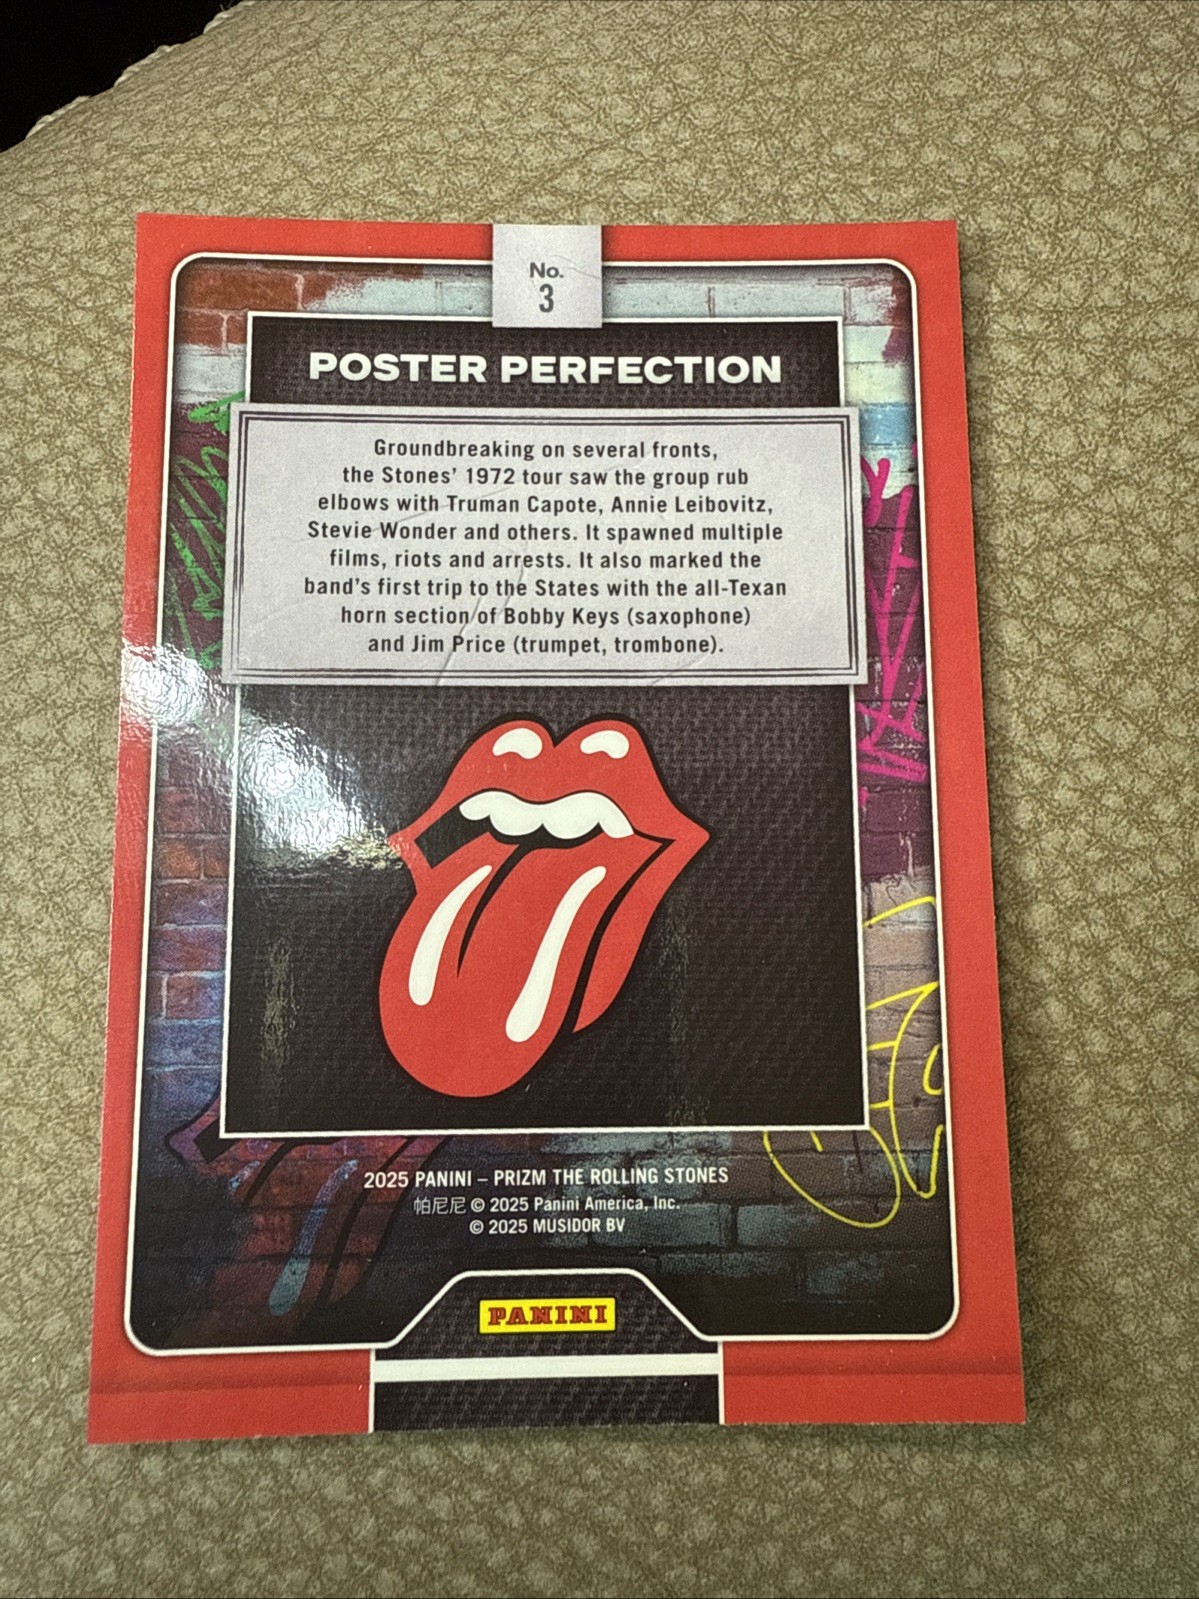 No.
3
POSTER PERFECTION
Groundbreaking on several fronts,
the Stones' 1972 tour saw the group rub
elbows with Truman Capote, Annie Leibovitz,
Stevie Wonder and others. It spawned multiple
films, riots and arrests. It also marked the
band's first trip to the States with the all-Texan
horn section of Bobby Keys (saxophone)
and Jim Price (trumpet, trombone).
2025 PANINI – PRIZM THE ROLLING STONES
帕尼尼 © 2025 Panini America, Inc.
© 2025 MUSIDOR BV
PANINI